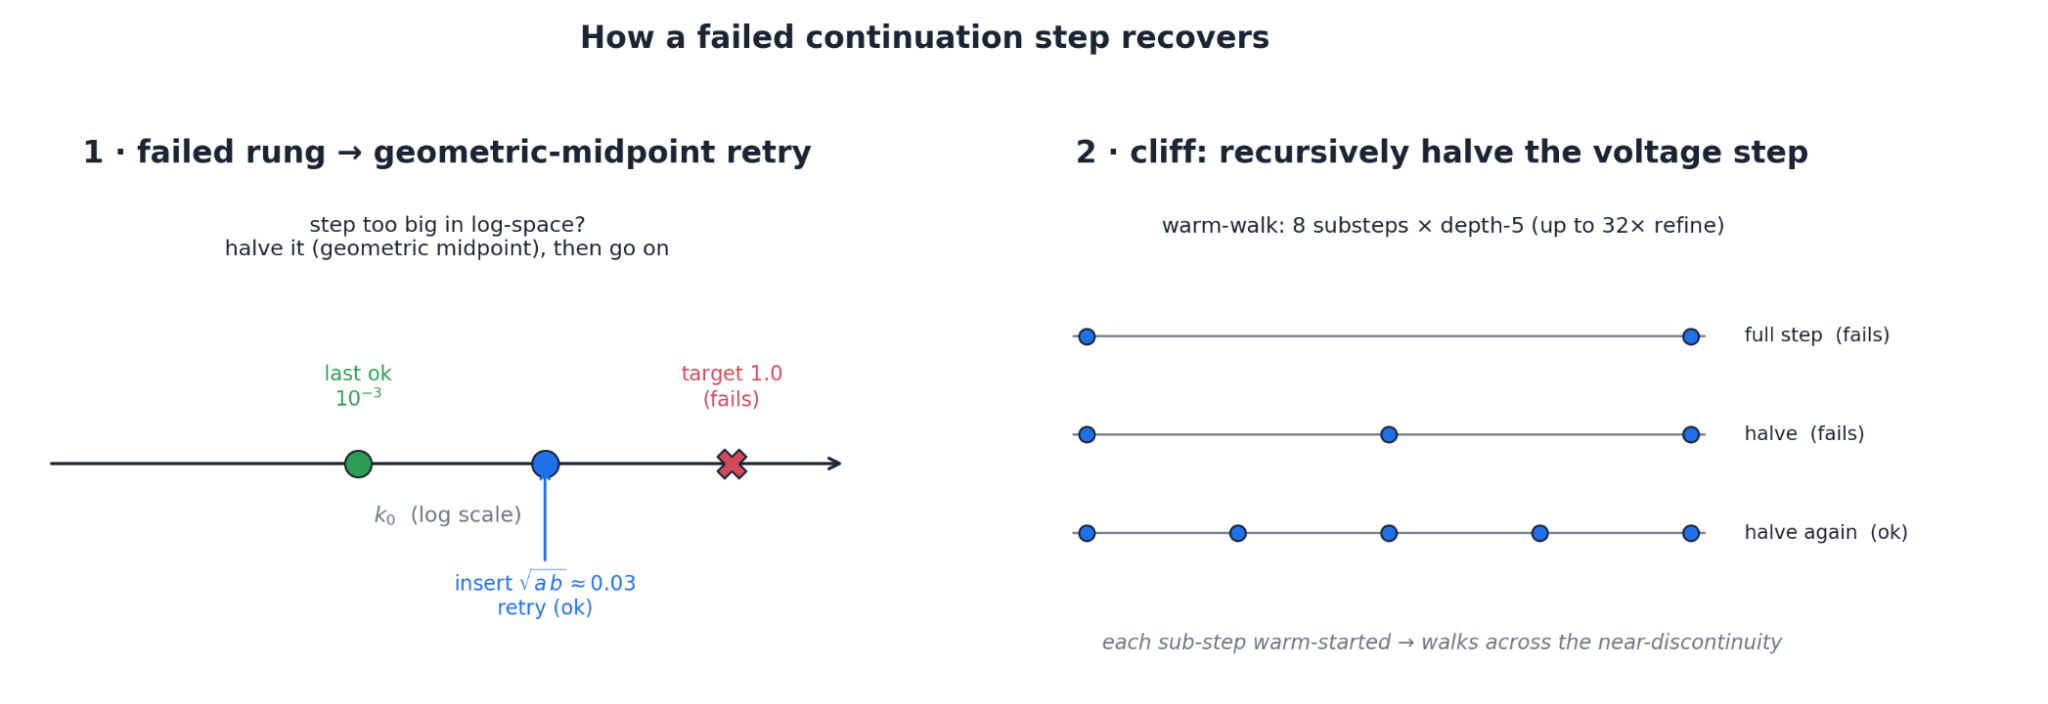 How a failed continuation step recovers
1 · failed rung → geometric-midpoint retry
step too big in log-space?
halve it (geometric midpoint), then go on
last ok
10⁻³
target 1.0
(fails)
k₀ (log scale)
insert √ab ≈ 0.03
retry (ok)
2 · cliff: recursively halve the voltage step
warm-walk: 8 substeps × depth-5 (up to 32× refine)
full step (fails)
halve (fails)
halve again (ok)
each sub-step warm-started → walks across the near-discontinuity